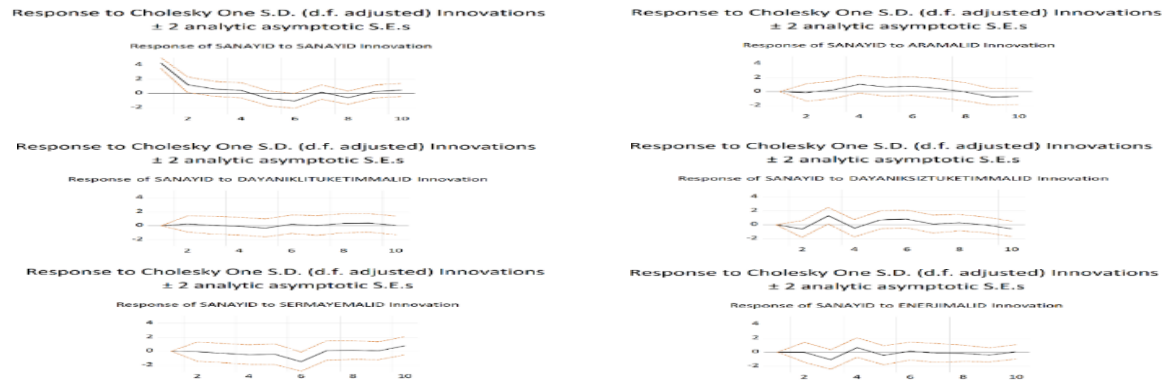 Response to Cholesky One S.D. (d.f. adjusted) Innovations
± 2 analytic asymptotic S.E.s
Response of SANAYID to SANAYID Innovation
4
2
0
-2
2 4 6 8 10
Response to Cholesky One S.D. (d.f. adjusted) Innovations
± 2 analytic asymptotic S.E.s
Response of SANAYID to ARAMALID Innovation
4
2
0
-2
2 4 6 8 10
Response to Cholesky One S.D. (d.f. adjusted) Innovations
± 2 analytic asymptotic S.E.s
Response of SANAYID to DAYANIKLITUKETIMMALID Innovation
4
2
0
-2
2 4 6 8 10
Response to Cholesky One S.D. (d.f. adjusted) Innovations
± 2 analytic asymptotic S.E.s
Response of SANAYID to DAYANIKSIZTUKETIMMALID Innovation
4
2
0
-2
2 4 6 8 10
Response to Cholesky One S.D. (d.f. adjusted) Innovations
± 2 analytic asymptotic S.E.s
Response of SANAYID to SERMAYEMALID Innovation
4
2
0
-2
2 4 6 8 10
Response to Cholesky One S.D. (d.f. adjusted) Innovations
± 2 analytic asymptotic S.E.s
Response of SANAYID to ENERJIMALID Innovation
4
2
0
-2
2 4 6 8 10